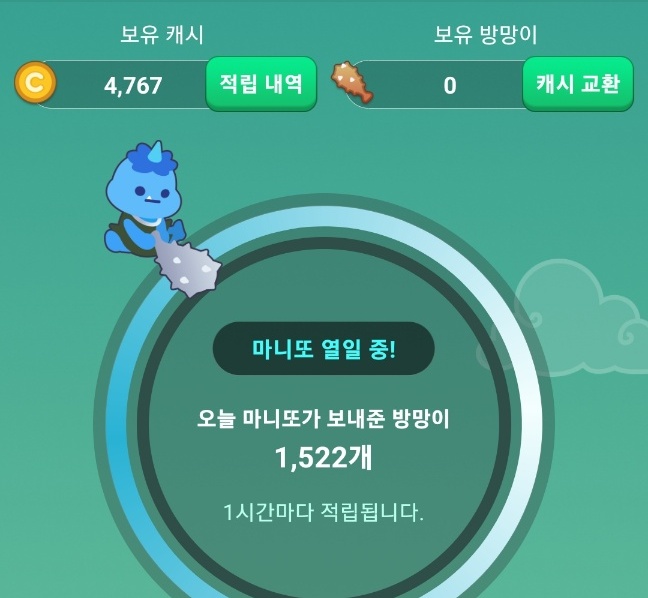 보유 캐시
보유 방망이
C
4,767
적립 내역
0
캐시 교환
마니또 열일 중!
오늘 마니또가 보내준 방망이
1,522개
1시간마다 적립됩니다.